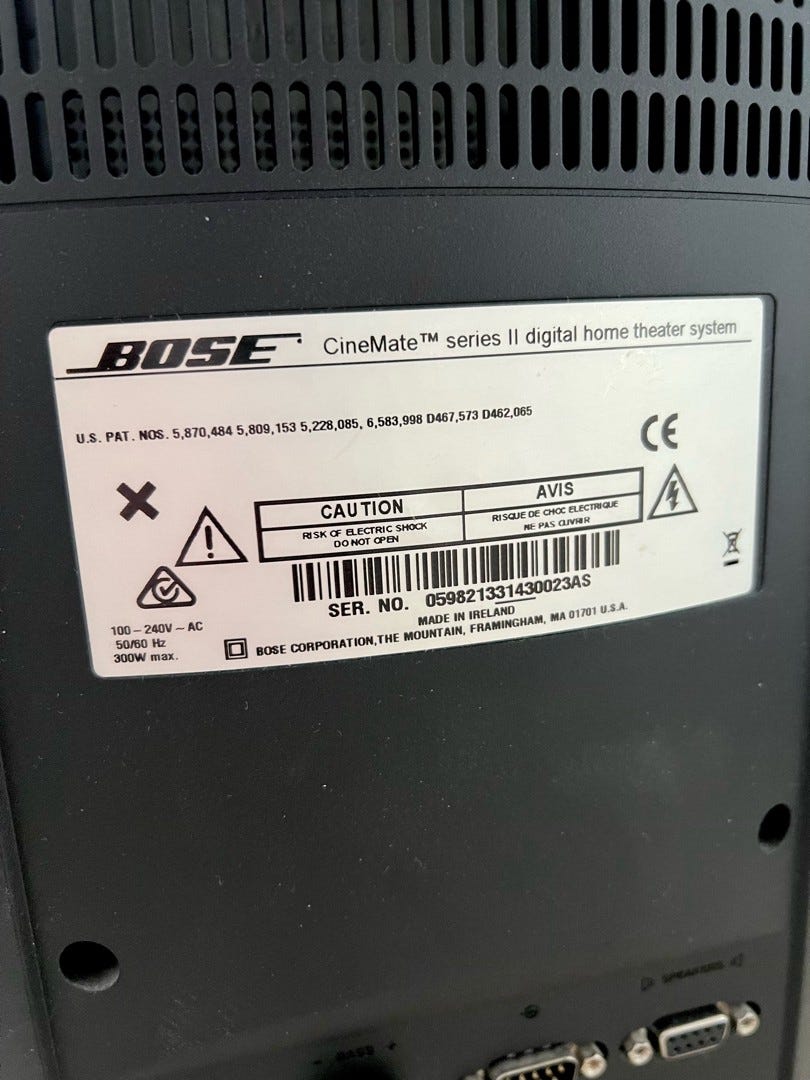 BOSE CineMate™ series II digital home theater system
U.S. PAT. NOS. 5,870,484 5,809,153 5,228,085, 6,583,998 D467,573 D462,065
CE
CAUTION
RISK OF ELECTRIC SHOCK
DO NOT OPEN
AVIS
RISQUE DE CHOC ELECTRIQUE
NE PAS OUVRIR
SER. NO. 059821331430023AS
MADE IN IRELAND
100-240V ~ AC
50/60 Hz
300W max.
BOSE CORPORATION, THE MOUNTAIN, FRAMINGHAM, MA 01701 U.S.A.
SPEAKERS
- BASS +